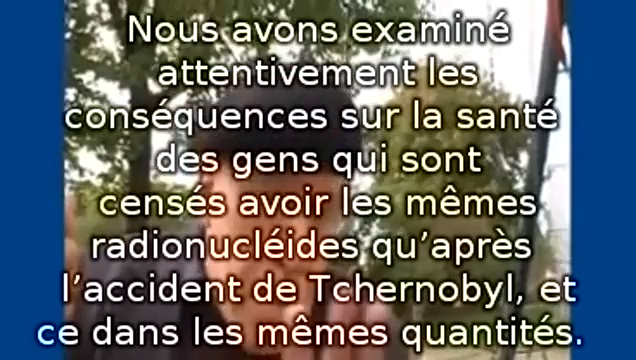 Nous avons examiné
attentivement les
conséquences sur la santé
des gens qui sont
censés avoir les mêmes
radionucléides qu’après
l’accident de Tchernobyl, et
ce dans les mêmes quantités.